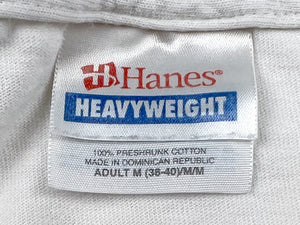 Hanes®
HEAVYWEIGHT
100% PRESHRUNK COTTON
MADE IN DOMINICAN REPUBLIC
ADULT M (38-40)/M/M